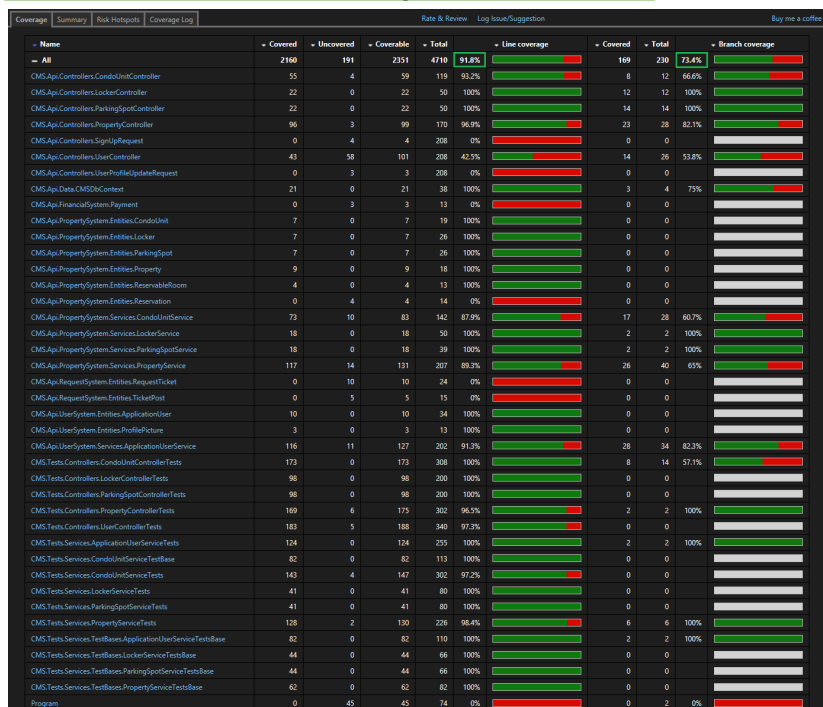 Coverage Summary Risk Hotspots Coverage Log Rate & Review Log Issue/Suggestion Buy me a coffee
Name Covered Uncovered Coverable Total Line coverage Covered Total Branch coverage
All 2160 191 2351 4710 91.8% 169 230 73.4%
CMS.Api.Controllers.CondoUnitController 55 4 59 119 93.2% 8 12 66.6%
CMS.Api.Controllers.LockerController 22 0 22 50 100% 12 12 100%
CMS.Api.Controllers.ParkingSpotController 22 0 22 50 100% 14 14 100%
CMS.Api.Controllers.PropertyController 96 3 99 170 96.9% 23 28 82.1%
CMS.Api.Controllers.SignUpRequest 0 4 4 208 0% 0 0
CMS.Api.Controllers.UserController 43 58 101 208 42.5% 14 26 53.8%
CMS.Api.Controllers.UserProfileUpdateRequest 0 3 3 208 0% 0 0
CMS.Api.Data.CMSDbContext 21 0 21 38 100% 3 4 75%
CMS.Api.FinancialSystem.Payment 0 3 3 13 0% 0 0
CMS.Api.PropertySystem.Entities.CondoUnit 7 0 7 19 100% 0 0
CMS.Api.PropertySystem.Entities.Locker 7 0 7 26 100% 0 0
CMS.Api.PropertySystem.Entities.ParkingSpot 7 0 7 26 100% 0 0
CMS.Api.PropertySystem.Entities.Property 9 0 9 18 100% 0 0
CMS.Api.PropertySystem.Entities.ReservableRoom 4 0 4 13 100% 0 0
CMS.Api.PropertySystem.Entities.Reservation 0 4 4 14 0% 0 0
CMS.Api.PropertySystem.Services.CondoUnitService 73 10 83 142 87.9% 17 28 60.7%
CMS.Api.PropertySystem.Services.LockerService 18 0 18 50 100% 2 2 100%
CMS.Api.PropertySystem.Services.ParkingSpotService 18 0 18 39 100% 2 2 100%
CMS.Api.PropertySystem.Services.PropertyService 117 14 131 207 89.3% 26 40 65%
CMS.Api.RequestSystem.Entities.RequestTicket 0 10 10 24 0% 0 0
CMS.Api.RequestSystem.Entities.TicketPost 0 5 5 15 0% 0 0
CMS.Api.UserSystem.Entities.ApplicationUser 10 0 10 34 100% 0 0
CMS.Api.UserSystem.Entities.ProfilePicture 3 0 3 13 100% 0 0
CMS.Api.UserSystem.Services.ApplicationUserService 116 11 127 202 91.3% 28 34 82.3%
CMS.Tests.Controllers.CondoUnitControllerTests 173 0 173 308 100% 8 14 57.1%
CMS.Tests.Controllers.LockerControllerTests 98 0 98 200 100% 0 0
CMS.Tests.Controllers.ParkingSpotControllerTests 98 0 98 200 100% 0 0
CMS.Tests.Controllers.PropertyControllerTests 169 6 175 302 96.5% 2 2 100%
CMS.Tests.Controllers.UserControllerTests 183 5 188 340 97.3% 0 0
CMS.Tests.Services.ApplicationUserServiceTests 124 0 124 255 100% 2 2 100%
CMS.Tests.Services.CondoUnitServiceTestBase 82 0 82 113 100% 0 0
CMS.Tests.Services.CondoUnitServiceTests 143 4 147 302 97.2% 0 0
CMS.Tests.Services.LockerServiceTests 41 0 41 80 100% 0 0
CMS.Tests.Services.ParkingSpotServiceTests 41 0 41 80 100% 0 0
CMS.Tests.Services.PropertyServiceTests 128 2 130 226 98.4% 6 6 100%
CMS.Tests.Services.TestBases.ApplicationUserServiceTestsBase 82 0 82 110 100% 2 2 100%
CMS.Tests.Services.TestBases.LockerServiceTestsBase 44 0 44 66 100% 0 0
CMS.Tests.Services.TestBases.ParkingSpotServiceTestsBase 44 0 44 66 100% 0 0
CMS.Tests.Services.TestBases.PropertyServiceTestsBase 62 0 62 82 100% 0 0
Program 0 45 45 74 0% 0 2 0%